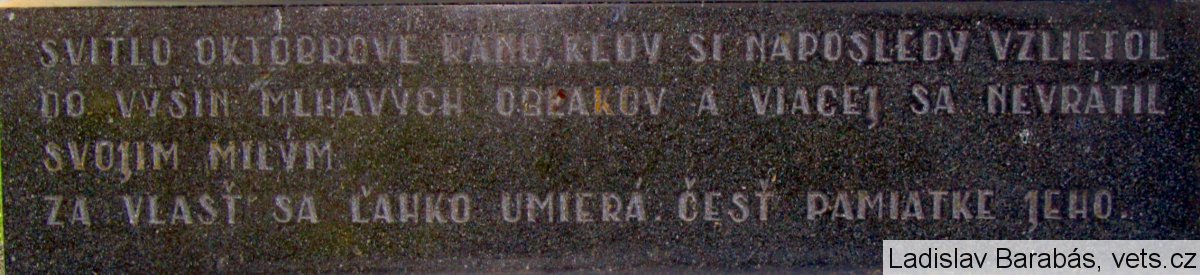 SVITLO OKTÓBROVÉ RÁNO, KEDY SI NAPOSLEDY VZLIETOL
DO VÝŠIN MLHAVÝCH OBLAKOV A VIACEJ SA NEVRÁTIL
SVOJIM MILÝM.
ZA VLASŤ SA ĽAHKO UMIERÁ. ČESŤ PAMIATKE JEHO..
Ladislav Barabás, vets.cz